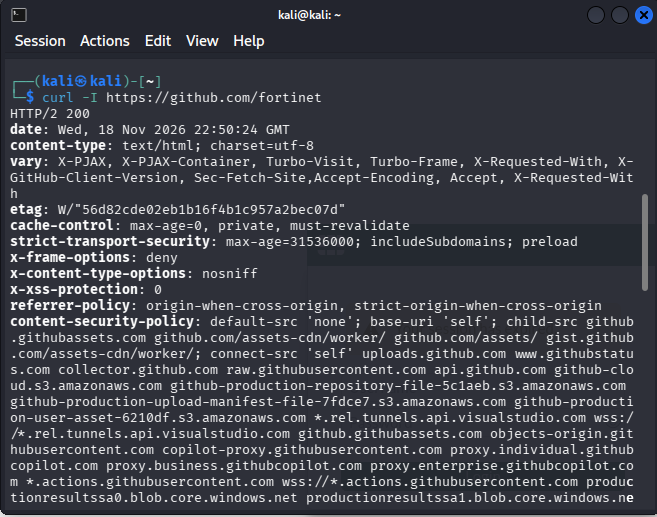 kali@kali: ~
Session Actions Edit View Help
┌──(kali㉿kali)-[~]
└─$ curl -I https://github.com/fortinet
HTTP/2 200
date: Wed, 18 Nov 2026 22:50:24 GMT
content-type: text/html; charset=utf-8
vary: X-PJAX, X-PJAX-Container, Turbo-Visit, Turbo-Frame, X-Requested-With, X-
GitHub-Client-Version, Sec-Fetch-Site,Accept-Encoding, Accept, X-Requested-Wit
h
etag: W/"56d82cde02eb1b16f4b1c957a2bec07d"
cache-control: max-age=0, private, must-revalidate
strict-transport-security: max-age=31536000; includeSubdomains; preload
x-frame-options: deny
x-content-type-options: nosniff
x-xss-protection: 0
referrer-policy: origin-when-cross-origin, strict-origin-when-cross-origin
content-security-policy: default-src 'none'; base-uri 'self'; child-src github
.githubassets.com github.com/assets-cdn/worker/ github.com/assets/ gist.github
.com/assets-cdn/worker/; connect-src 'self' uploads.github.com www.githubstatu
s.com collector.github.com raw.githubusercontent.com api.github.com github-clo
ud.s3.amazonaws.com github-production-repository-file-5c1aeb.s3.amazonaws.com
github-production-upload-manifest-file-7fdce7.s3.amazonaws.com github-producti
on-user-asset-6210df.s3.amazonaws.com *.rel.tunnels.api.visualstudio.com wss:/
/*.rel.tunnels.api.visualstudio.com github.githubassets.com objects-origin.git
hubusercontent.com copilot-proxy.githubusercontent.com proxy.individual.github
copilot.com proxy.business.githubcopilot.com proxy.enterprise.githubcopilot.co
m *.actions.githubusercontent.com wss://*.actions.githubusercontent.com produc
tionresultssa0.blob.core.windows.net productionresultssa1.blob.core.windows.ne